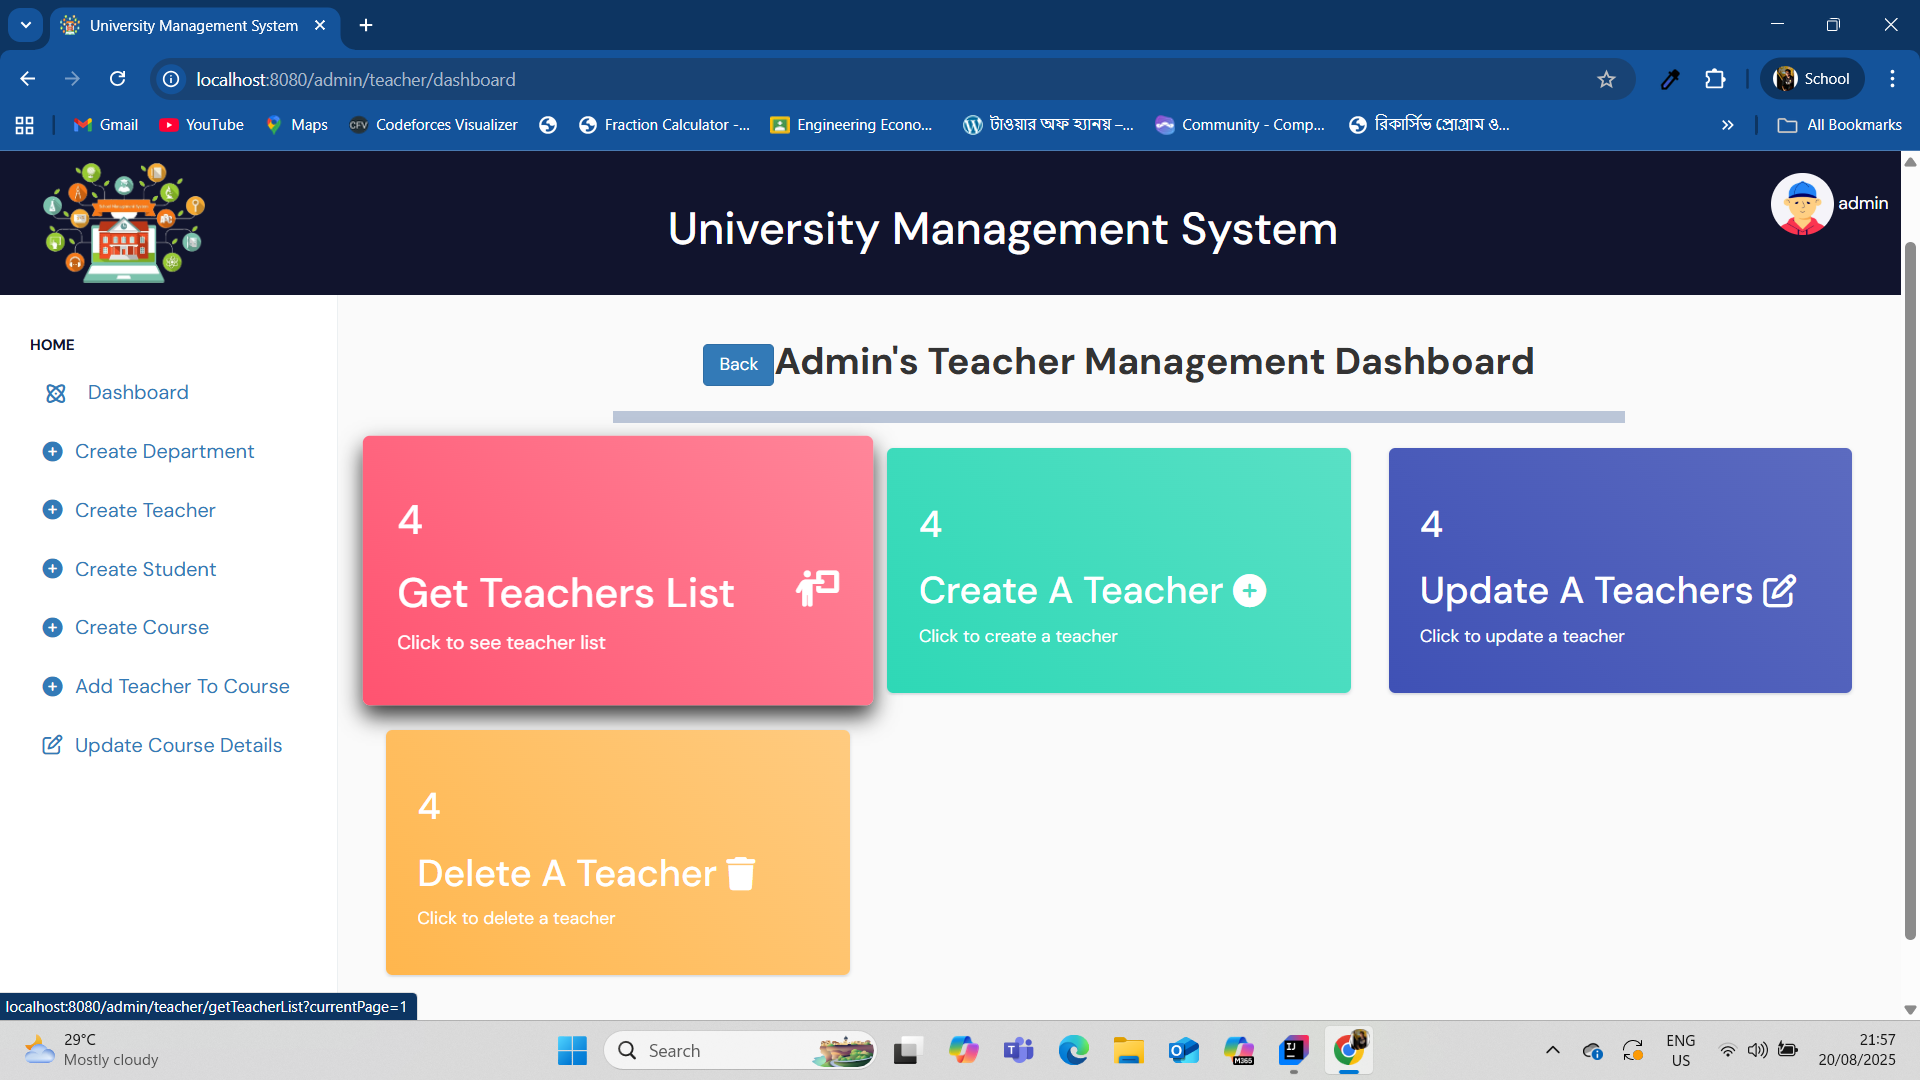 University Management System
localhost:8080/admin/teacher/dashboard
School
Gmail
YouTube
Maps
CFV
Codeforces Visualizer
Fraction Calculator -...
Engineering Econo...
টাওয়ার অফ হ্যানয় –...
Community - Comp...
রিকার্সিভ প্রোগ্রাম ও...
All Bookmarks
University Management System
admin
HOME
Dashboard
Create Department
Create Teacher
Create Student
Create Course
Add Teacher To Course
Update Course Details
Back
Admin's Teacher Management Dashboard
4
Get Teachers List
Click to see teacher list
4
Create A Teacher
Click to create a teacher
4
Update A Teachers
Click to update a teacher
4
Delete A Teacher
Click to delete a teacher
localhost:8080/admin/teacher/getTeacherList?currentPage=1
29°C
Mostly cloudy
Search
M365
ENG
US
21:57
20/08/2025